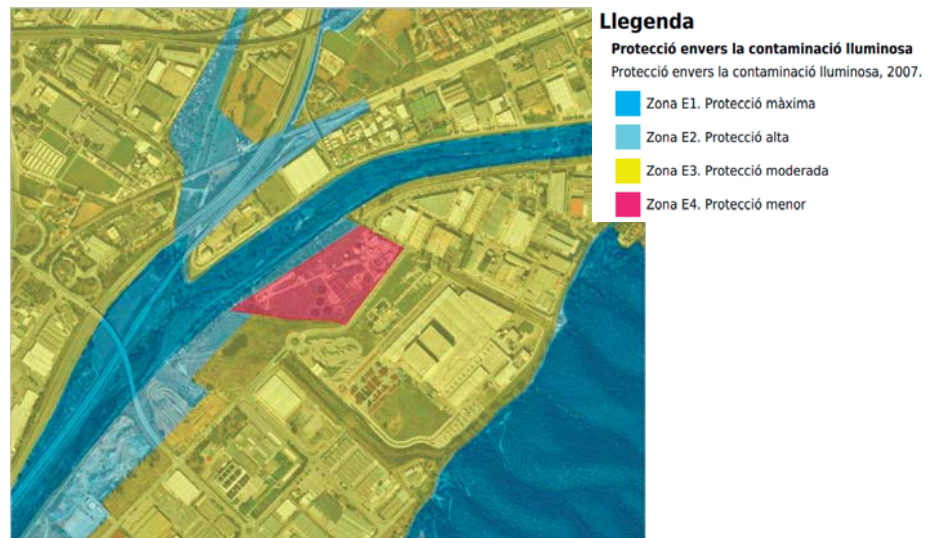 Llegenda
Protecció envers la contaminació lluminosa
Protecció envers la contaminació lluminosa, 2007.
Zona E1. Protecció màxima
Zona E2. Protecció alta
Zona E3. Protecció moderada
Zona E4. Protecció menor